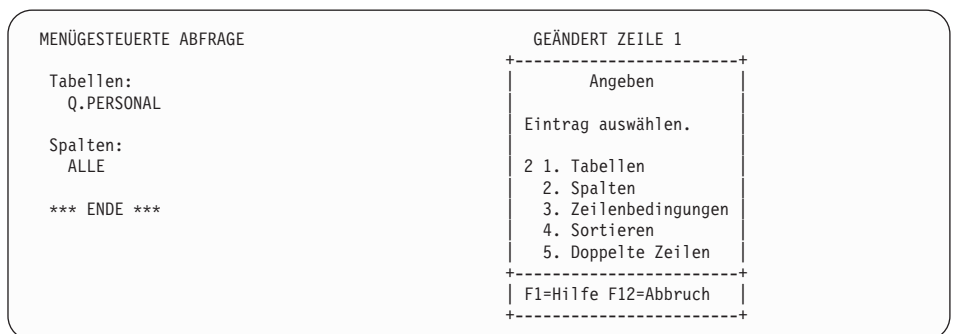 MENÜGESTEUERTE ABFRAGE GEÄNDERT ZEILE 1
+-------------------------+
Tabellen: | Angeben |
Q.PERSONAL | |
| Eintrag auswählen. |
Spalten: | |
ALLE | 2 1. Tabellen |
| 2. Spalten |
*** ENDE *** | 3. Zeilenbedingungen |
| 4. Sortieren |
| 5. Doppelte Zeilen |
+-------------------------+
| F1=Hilfe F12=Abbruch |
+-------------------------+